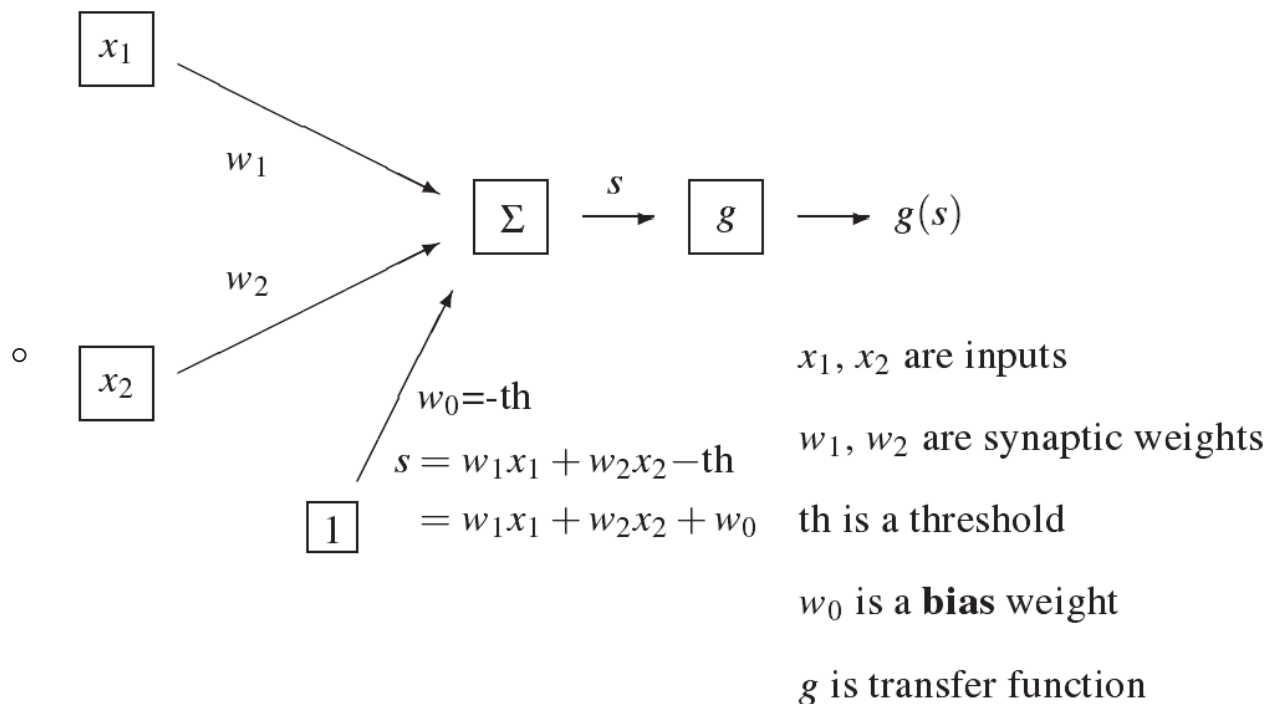 x₁
w₁
Σ
s
g
g(s)
w₂
x₂
w₀=-th
s = w₁x₁ + w₂x₂−th
= w₁x₁ + w₂x₂ + w₀
1
x₁, x₂ are inputs
w₁, w₂ are synaptic weights
th is a threshold
w₀ is a bias weight
g is transfer function